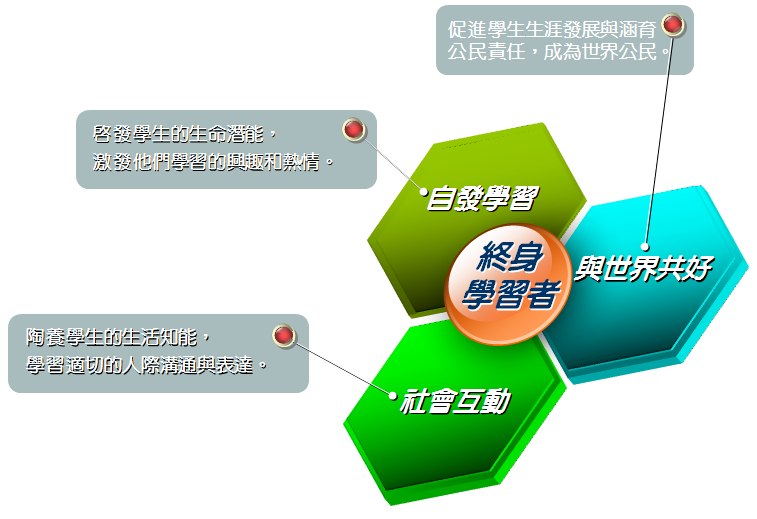 促進學生生涯發展與涵育
公民責任，成為世界公民。
啓發學生的生命潛能，
激發他們學習的興趣和熱情。
自發學習
終身
學習者
與世界共好
陶養學生的生活知能，
學習適切的人際溝通與表達。
社會互動